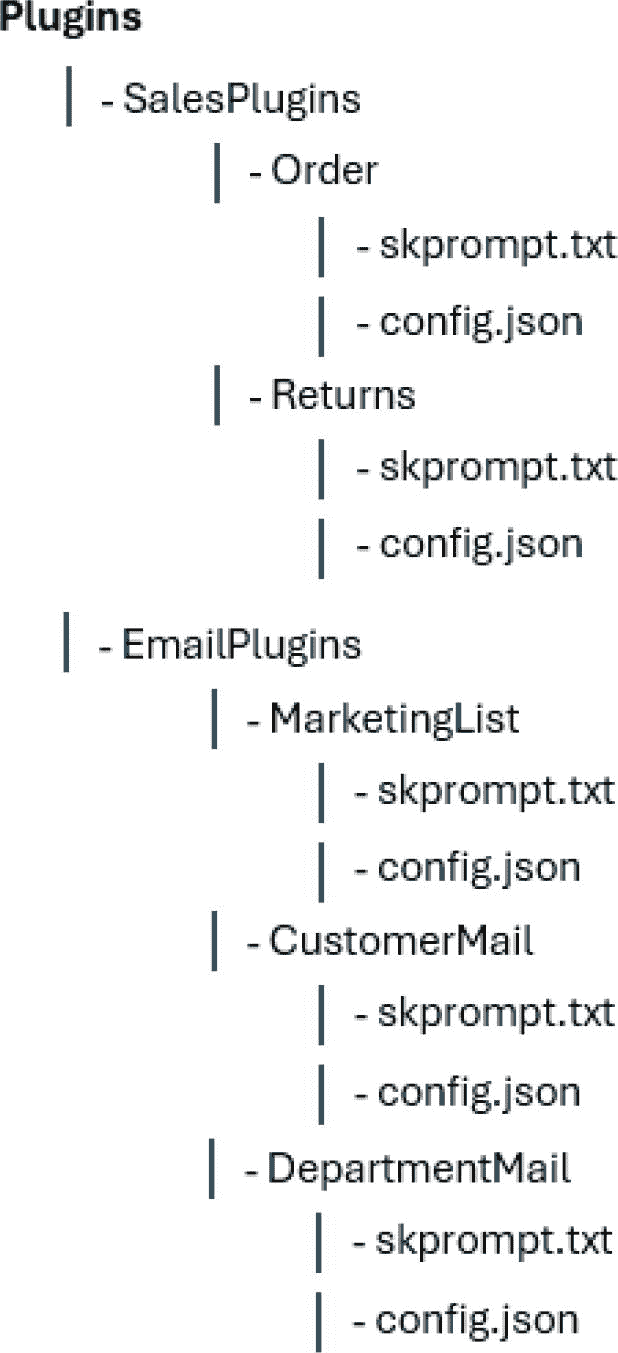 Plugins
- SalesPlugins
- Order
- skprompt.txt
- config.json
- Returns
- skprompt.txt
- config.json
- EmailPlugins
- MarketingList
- skprompt.txt
- config.json
- CustomerMail
- skprompt.txt
- config.json
- DepartmentMail
- skprompt.txt
- config.json